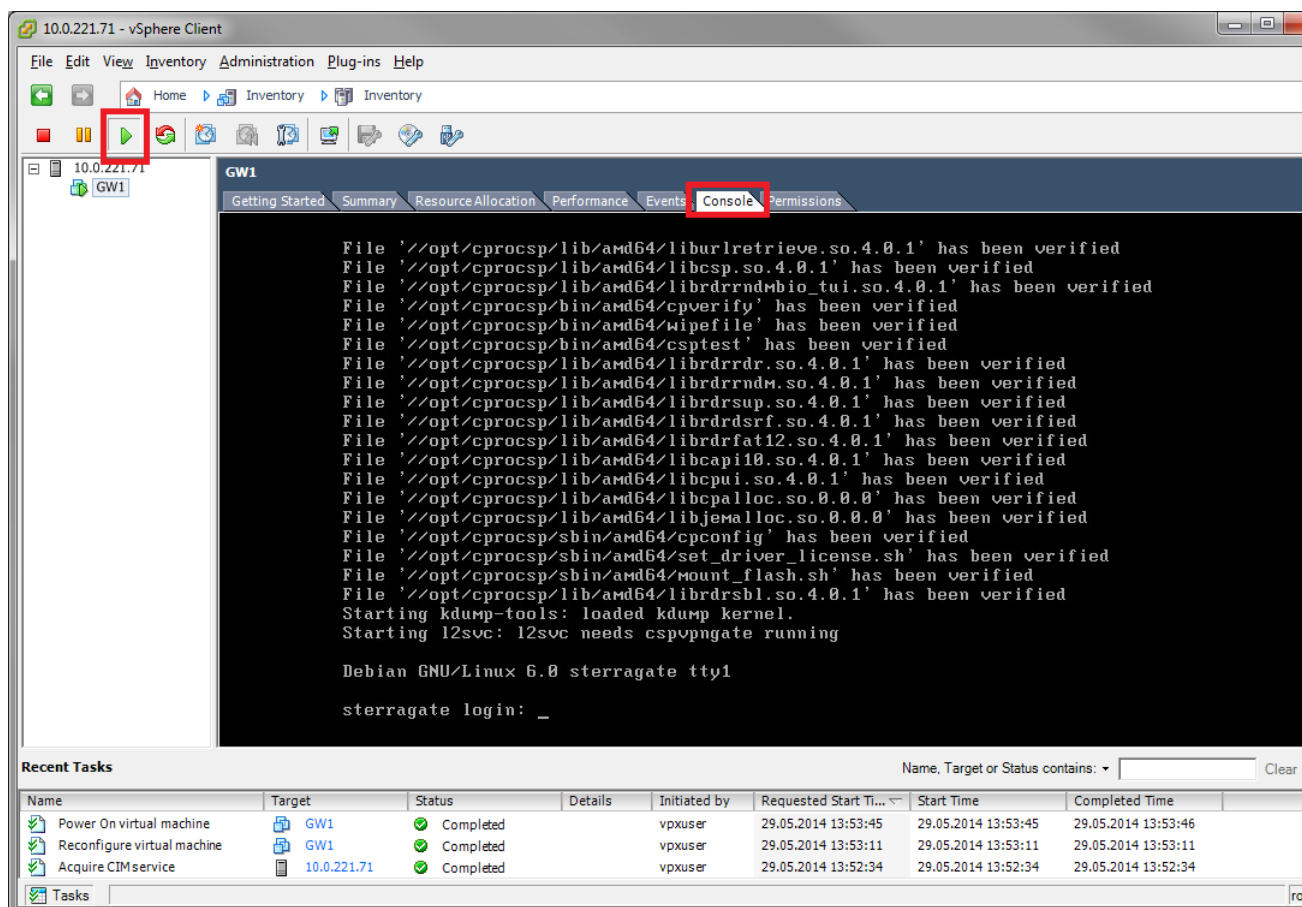 10.0.221.71 - vSphere Client
File Edit View Inventory Administration Plug-ins Help
Home Inventory Inventory
10.0.221.71
GW1
GW1
Getting Started Summary Resource Allocation Performance Events Console Permissions
File '//opt/cprocsp/lib/amd64/liburlretrieve.so.4.0.1' has been verified
File '//opt/cprocsp/lib/amd64/libcsp.so.4.0.1' has been verified
File '//opt/cprocsp/lib/amd64/librdrrndmbio_tui.so.4.0.1' has been verified
File '//opt/cprocsp/bin/amd64/cpverify' has been verified
File '//opt/cprocsp/bin/amd64/wipefile' has been verified
File '//opt/cprocsp/bin/amd64/csptest' has been verified
File '//opt/cprocsp/lib/amd64/librdrrdr.so.4.0.1' has been verified
File '//opt/cprocsp/lib/amd64/librdrrndm.so.4.0.1' has been verified
File '//opt/cprocsp/lib/amd64/librdrsup.so.4.0.1' has been verified
File '//opt/cprocsp/lib/amd64/librdrdsrf.so.4.0.1' has been verified
File '//opt/cprocsp/lib/amd64/librdrfat12.so.4.0.1' has been verified
File '//opt/cprocsp/lib/amd64/libcapi10.so.4.0.1' has been verified
File '//opt/cprocsp/lib/amd64/libcpui.so.4.0.1' has been verified
File '//opt/cprocsp/lib/amd64/libcpalloc.so.0.0.0' has been verified
File '//opt/cprocsp/lib/amd64/libjemalloc.so.0.0.0' has been verified
File '//opt/cprocsp/sbin/amd64/cpconfig' has been verified
File '//opt/cprocsp/sbin/amd64/set_driver_license.sh' has been verified
File '//opt/cprocsp/sbin/amd64/mount_flash.sh' has been verified
File '//opt/cprocsp/lib/amd64/librdrsbl.so.4.0.1' has been verified
Starting kdump-tools: loaded kdump kernel.
Starting l2svc: l2svc needs cspvpngate running
Debian GNU/Linux 6.0 sterragate tty1
sterragate login: _
Recent Tasks Name, Target or Status contains: Clear
Name Target Status Details Initiated by Requested Start Ti... Start Time Completed Time
Power On virtual machine GW1 Completed vpxuser 29.05.2014 13:53:45 29.05.2014 13:53:45 29.05.2014 13:53:46
Reconfigure virtual machine GW1 Completed vpxuser 29.05.2014 13:53:11 29.05.2014 13:53:11 29.05.2014 13:53:11
Acquire CIM service 10.0.221.71 Completed vpxuser 29.05.2014 13:52:34 29.05.2014 13:52:34 29.05.2014 13:52:34
Tasks